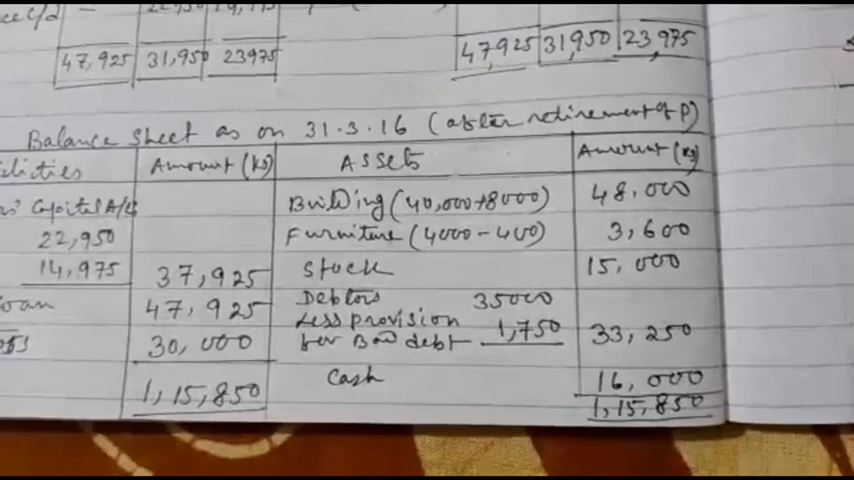 ce c/d -
47,925 31,950 23975 47,925 31,950 23,975
Balance Sheet as on 31.3.16 (after retirement of P)
Amount (Rs) Assets Amount (Rs)
Capital A/cs Building (40,000+8000) 48,000
22,950 Furniture (4000-400) 3,600
14,975 37,925 Stock 15,000
Loan 47,925 Debtors 35000
Less provision
for Bad debt 1,750 33,250
30,000
Cash 16,000
1,15,850 1,15,850